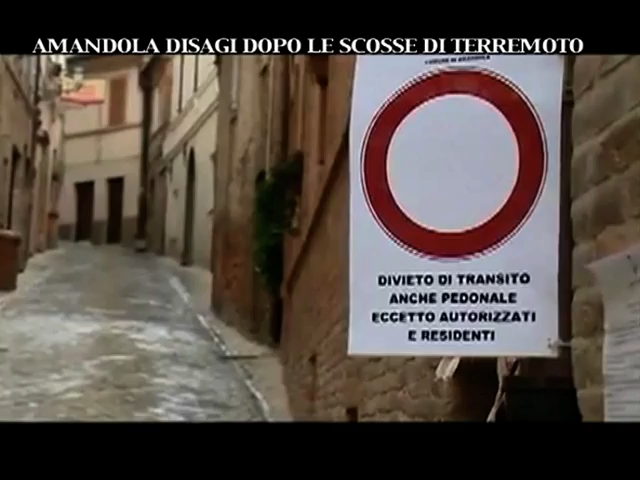 AMANDOLA DISAGI DOPO LE SCOSSE DI TERREMOTO
DIVIETO DI TRANSITO
ANCHE PEDONALE
ECCETTO AUTORIZZATI
E RESIDENTI